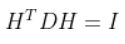 H^T DH = I